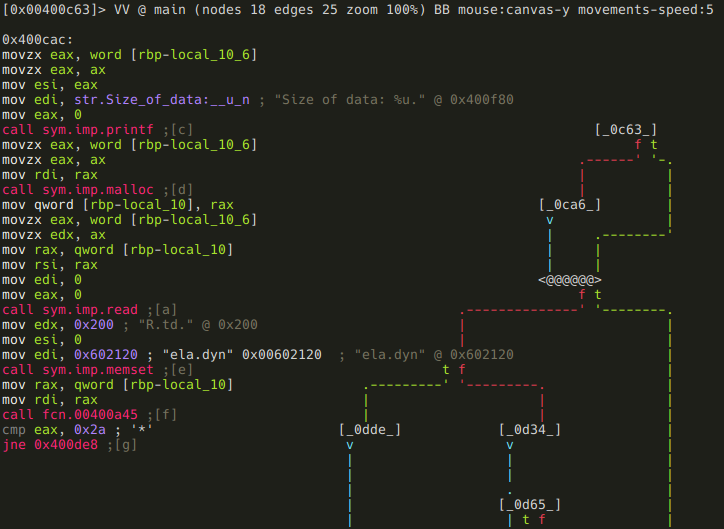 [0x00400c63]> VV @ main (nodes 18 edges 25 zoom 100%) BB mouse:canvas-y movements-speed:5
0x400cac:
movzx eax, word [rbp-local_10_6]
movzx eax, ax
mov esi, eax
mov edi, str.Size_of_data:__u_n ; "Size of data: %u." @ 0x400f80
mov eax, 0
call sym.imp.printf ;[c]
[_0c63_]
movzx eax, word [rbp-local_10_6]
f t
movzx eax, ax
mov rdi, rax
call sym.imp.malloc ;[d]
mov qword [rbp-local_10], rax
[_0ca6_]
movzx eax, word [rbp-local_10_6]
v
movzx edx, ax
mov rax, qword [rbp-local_10]
mov rsi, rax
mov edi, 0
<@@@@@@>
mov eax, 0
f t
call sym.imp.read ;[a]
mov edx, 0x200 ; "R.td." @ 0x200
mov esi, 0
mov edi, 0x602120 ; "ela.dyn" 0x00602120 ; "ela.dyn" @ 0x602120
call sym.imp.memset ;[e]
t f
mov rax, qword [rbp-local_10]
mov rdi, rax
call fcn.00400a45 ;[f]
cmp eax, 0x2a ; '*'
[_0dde_] [_0d34_]
jne 0x400de8 ;[g]
v v
[_0d65_]
t f